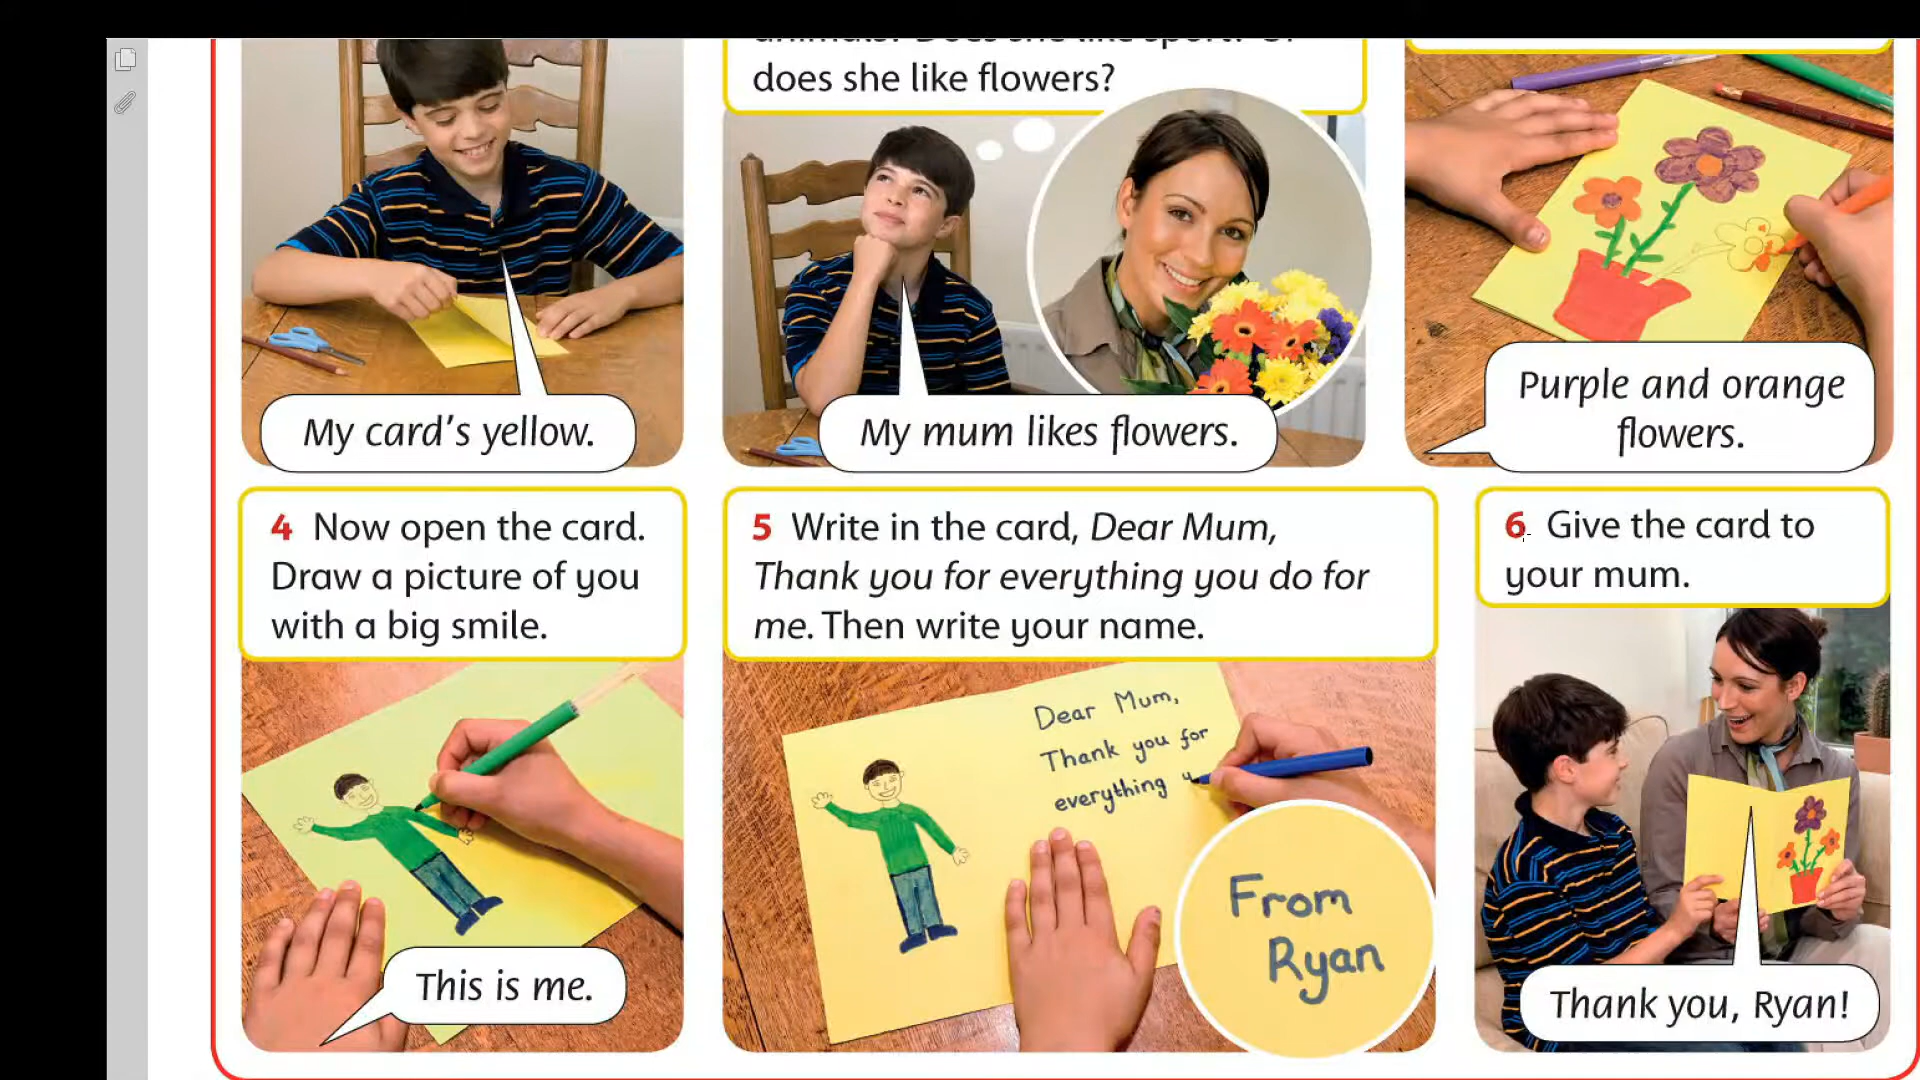 does she like flowers?
My card's yellow.
My mum likes flowers.
Purple and orange
flowers.
4 Now open the card.
Draw a picture of you
with a big smile.
This is me.
5 Write in the card, Dear Mum,
Thank you for everything you do for
me. Then write your name.
Dear Mum,
Thank you for
everything y
From
Ryan
6 Give the card to
your mum.
Thank you, Ryan!